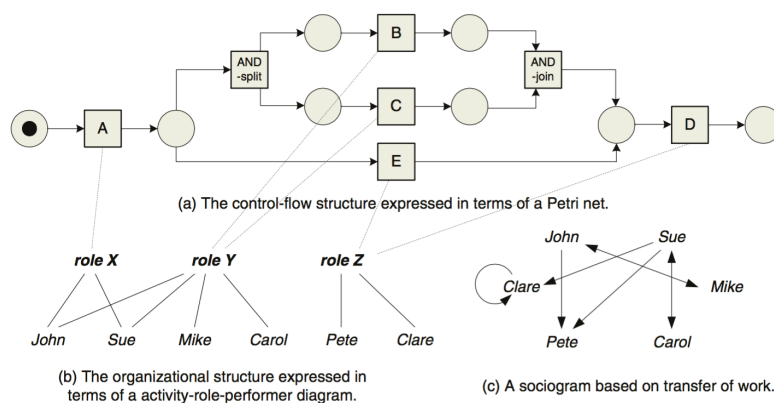 B
AND
-split
AND
-join
A
C
D
E
(a) The control-flow structure expressed in terms of a Petri net.
role X
role Y
role Z
John
Sue
Mike
Carol
Pete
Clare
(b) The organizational structure expressed in
terms of a activity-role-performer diagram.
John
Sue
Clare
Mike
Pete
Carol
(c) A sociogram based on transfer of work.